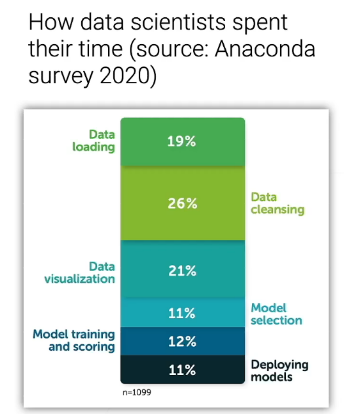 How data scientists spent
their time (source: Anaconda
survey 2020)
Data
loading
19%
26%
Data
cleansing
Data
visualization
21%
11%
Model
selection
Model training
and scoring
12%
11%
Deploying
models
n=1099